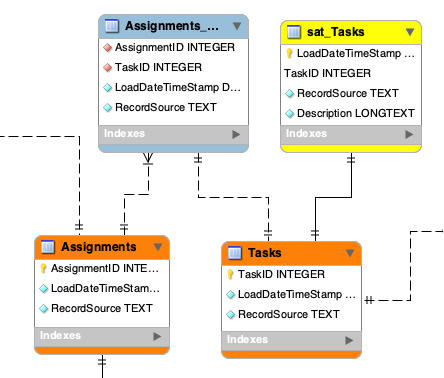 Assignments_...
AssignmentID INTEGER
TaskID INTEGER
LoadDateTimeStamp D...
RecordSource TEXT
Indexes
sat_Tasks
LoadDateTimeStamp ...
TaskID INTEGER
RecordSource TEXT
Description LONGTEXT
Indexes
Assignments
AssignmentID INTE...
LoadDateTimeStam...
RecordSource TEXT
Indexes
Tasks
TaskID INTEGER
LoadDateTimeStamp ...
RecordSource TEXT
Indexes